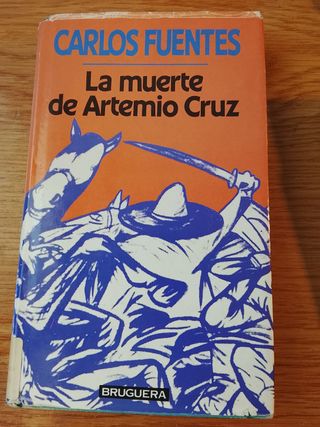 CARLOS FUENTES
La muerte
de Artemio Cruz
BRUGUERA